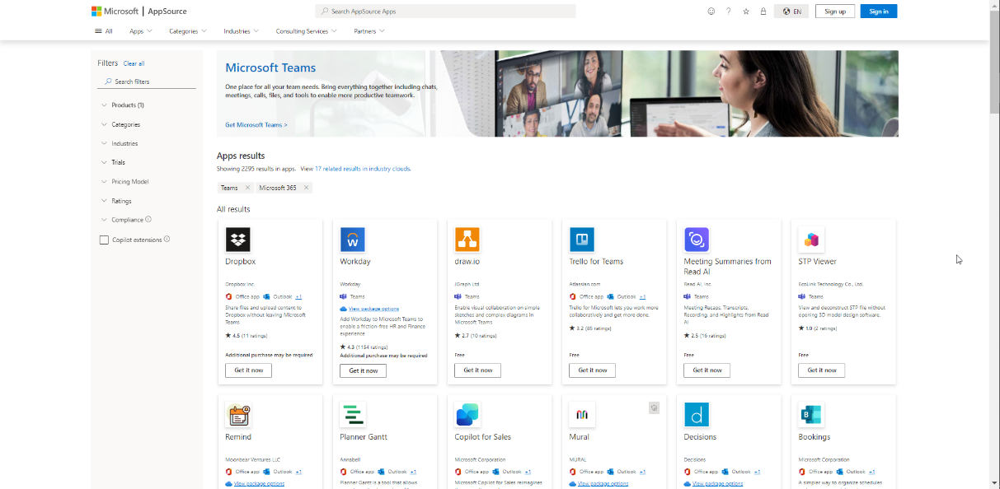 Microsoft | AppSource
Search AppSource Apps
EN
Sign up
Sign in
All
Apps
Categories
Industries
Consulting Services
Partners
Filters
Clear all
Search filters
Products (1)
Categories
Industries
Trials
Pricing Model
Ratings
Compliance
Copilot extensions
Microsoft Teams
One place for all your team needs. Bring everything together including chats,
meetings, calls, files, and tools to enable more productive teamwork.
Get Microsoft Teams >
Apps results
Showing 2295 results in apps. View 17 related results in industry clouds.
Teams
Microsoft 365
All results
Dropbox
Dropbox Inc.
Office app Outlook +1
Share files and upload content to
Dropbox without leaving Microsoft
Teams
★ 4.5 (11 ratings)
Additional purchase may be required
Get it now
Workday
Workday
Teams
View package options
Add Workday to Microsoft Teams to
enable a friction-free HR and Finance
experience
★ 4.3 (1154 ratings)
Additional purchase may be required
Get it now
draw.io
JGraph Ltd
Teams
Enable visual collaboration on simple
sketches and complex diagrams in
Microsoft Teams
★ 2.7 (10 ratings)
Free
Get it now
Trello for Teams
Atlassian.com
Office app Outlook +1
Trello for Microsoft lets you work more
collaboratively and get more done.
★ 3.2 (85 ratings)
Free
Get it now
Meeting Summaries from
Read AI
Read AI, Inc.
Teams
Meeting Recaps, Transcripts,
Recording, and Highlights from Read
AI
★ 2.5 (16 ratings)
Free
Get it now
STP Viewer
EcoLink Technology Co., Ltd.
Teams
View and deconstruct STP file without
opening 3D model design software.
★ 1.0 (2 ratings)
Free
Get it now
Remind
Moonbear Ventures LLC
Office app Outlook +1
View package options
Planner Gantt
Annabell
Office app Outlook +1
Planner Gantt is a tool that allows
Copilot for Sales
Microsoft Corporation
Office app Outlook +1
Microsoft Copilot for Sales reimagines
Mural
MURAL
Office app Outlook +1
View package options
Decisions
Decisions
Office app Outlook +1
View package options
Bookings
Microsoft Corporation
Office app Outlook +1
A simpler way to organize schedules